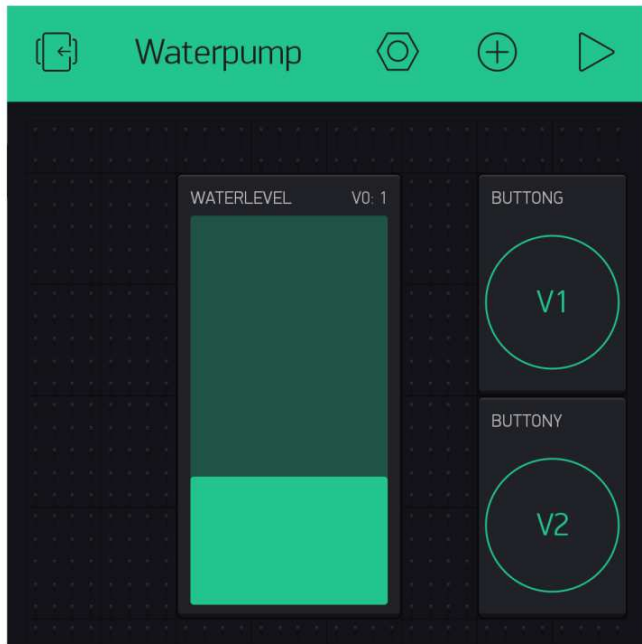 Waterpump
WATERLEVEL V0: 1
BUTTONG
V1
BUTTONY
V2